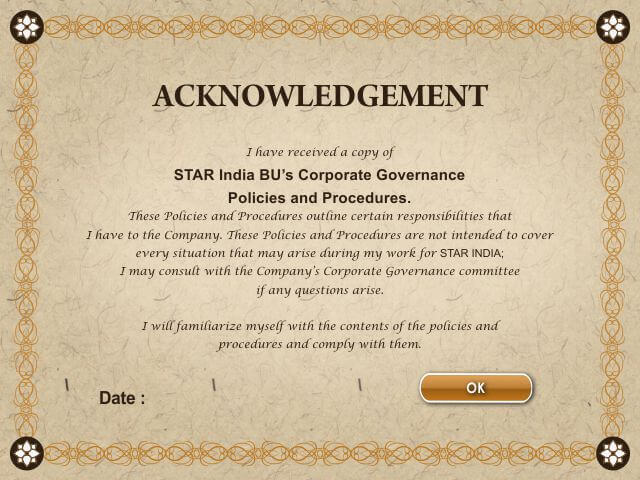 ACKNOWLEDGEMENT
I have received a copy of
STAR India BU's Corporate Governance
Policies and Procedures.
These Policies and Procedures outline certain responsibilities that
I have to the Company. These Policies and Procedures are not intended to cover
every situation that may arise during my work for STAR INDIA;
I may consult with the Company's Corporate Governance committee
if any questions arise.
I will familiarize myself with the contents of the policies and
procedures and comply with them.
Date :
OK